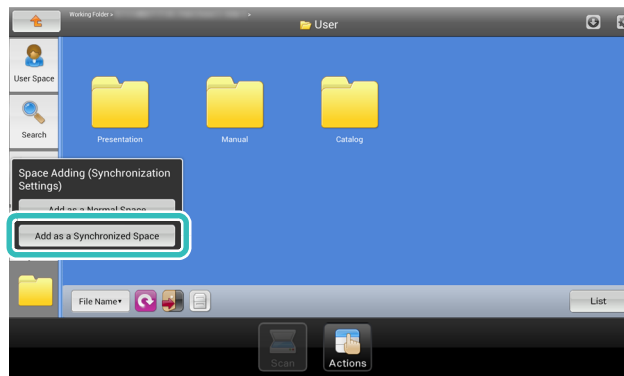 Working Folder »
»
User
User Space
Search
Presentation
Manual
Catalog
Space Adding (Synchronization
Settings)
Add as a Normal Space
Add as a Synchronized Space
File Name▾
List
Scan
Actions